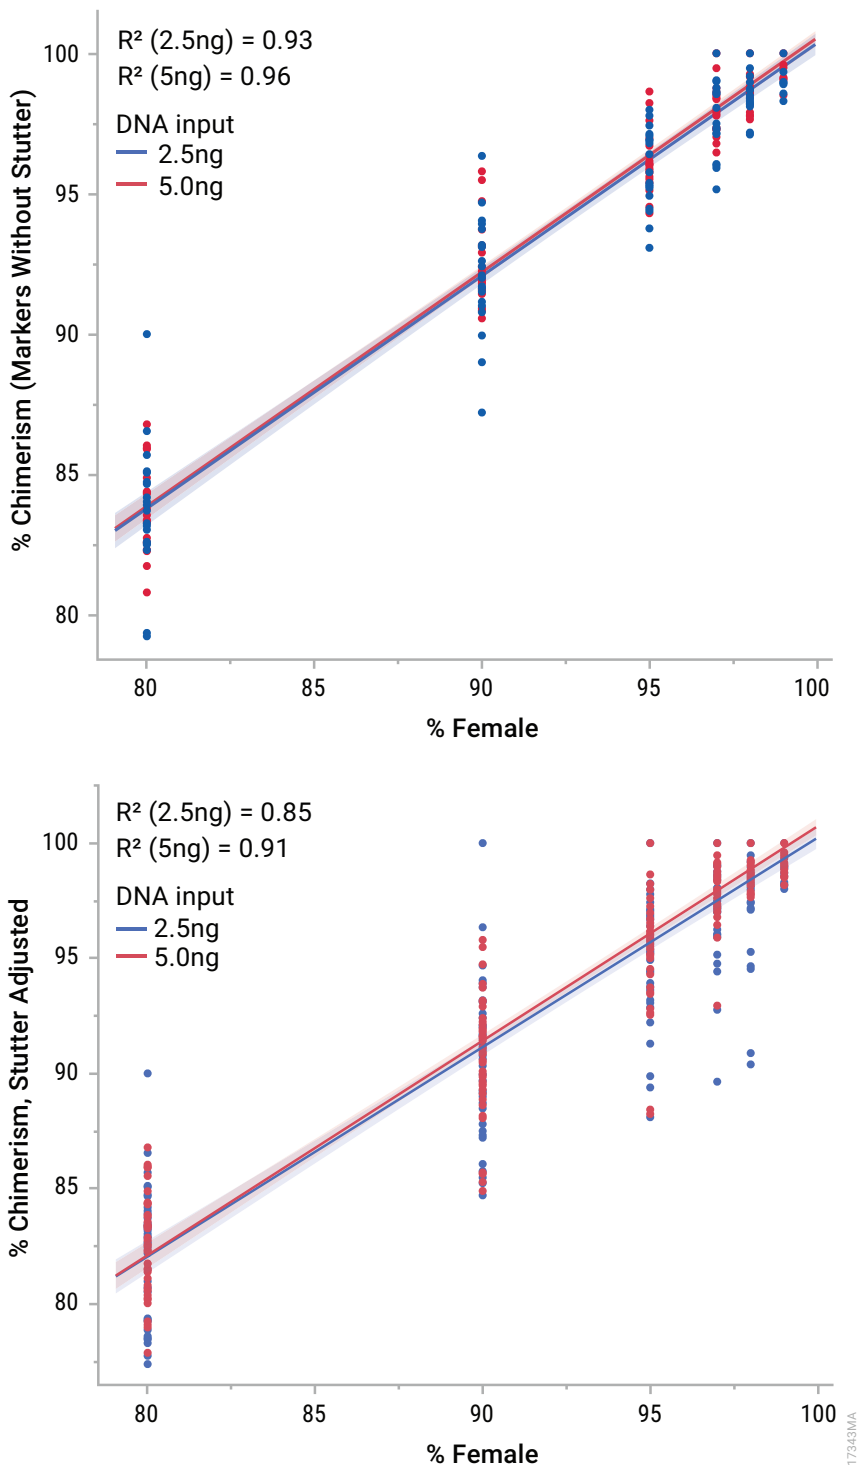 R² (2.5ng) = 0.93
R² (5ng) = 0.96
DNA input
2.5ng
5.0ng
% Chimerism (Markers Without Stutter)
100
95
90
85
80
80 85 90 95 100
% Female
R² (2.5ng) = 0.85
R² (5ng) = 0.91
DNA input
2.5ng
5.0ng
% Chimerism, Stutter Adjusted
100
95
90
85
80
80 85 90 95 100
% Female
17343MA